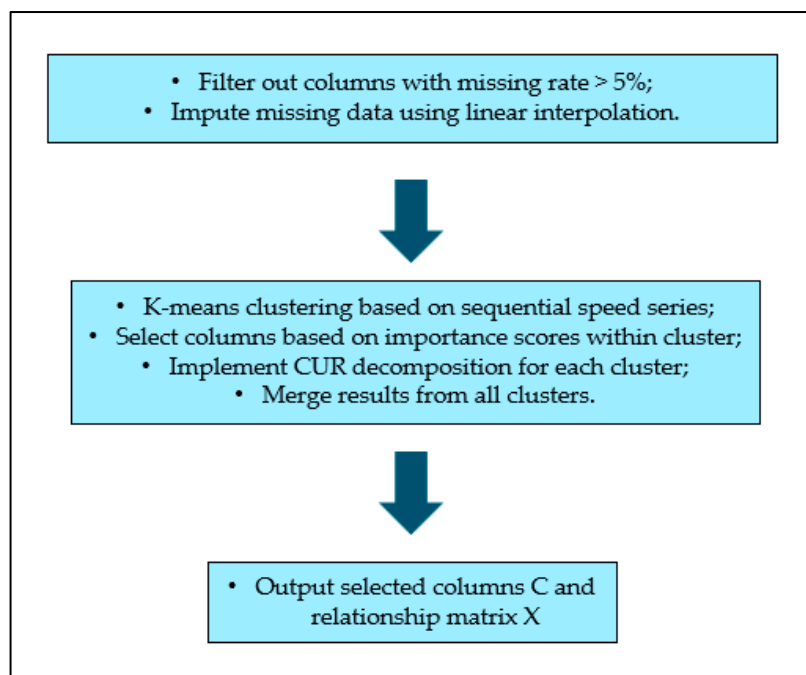 • Filter out columns with missing rate > 5%;
• Impute missing data using linear interpolation.
• K-means clustering based on sequential speed series;
• Select columns based on importance scores within cluster;
• Implement CUR decomposition for each cluster;
• Merge results from all clusters.
• Output selected columns C and
relationship matrix X